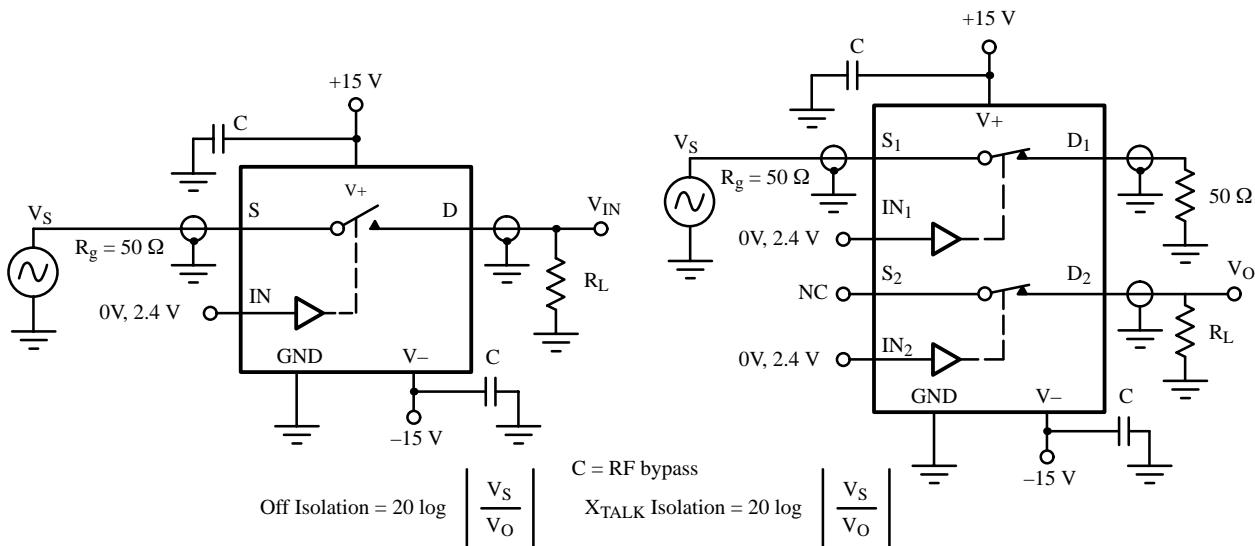 +15 V
C
V+
V_S
S
D
V_IN
R_g = 50 Ω
R_L
IN
0V, 2.4 V
GND
V–
C
–15 V
+15 V
C
V+
V_S
S_1
D_1
R_g = 50 Ω
50 Ω
IN_1
0V, 2.4 V
S_2
D_2
V_O
NC
R_L
IN_2
0V, 2.4 V
GND
V–
C
–15 V
C = RF bypass
Off Isolation = 20 log | V_S / V_O |
X_TALK Isolation = 20 log | V_S / V_O |